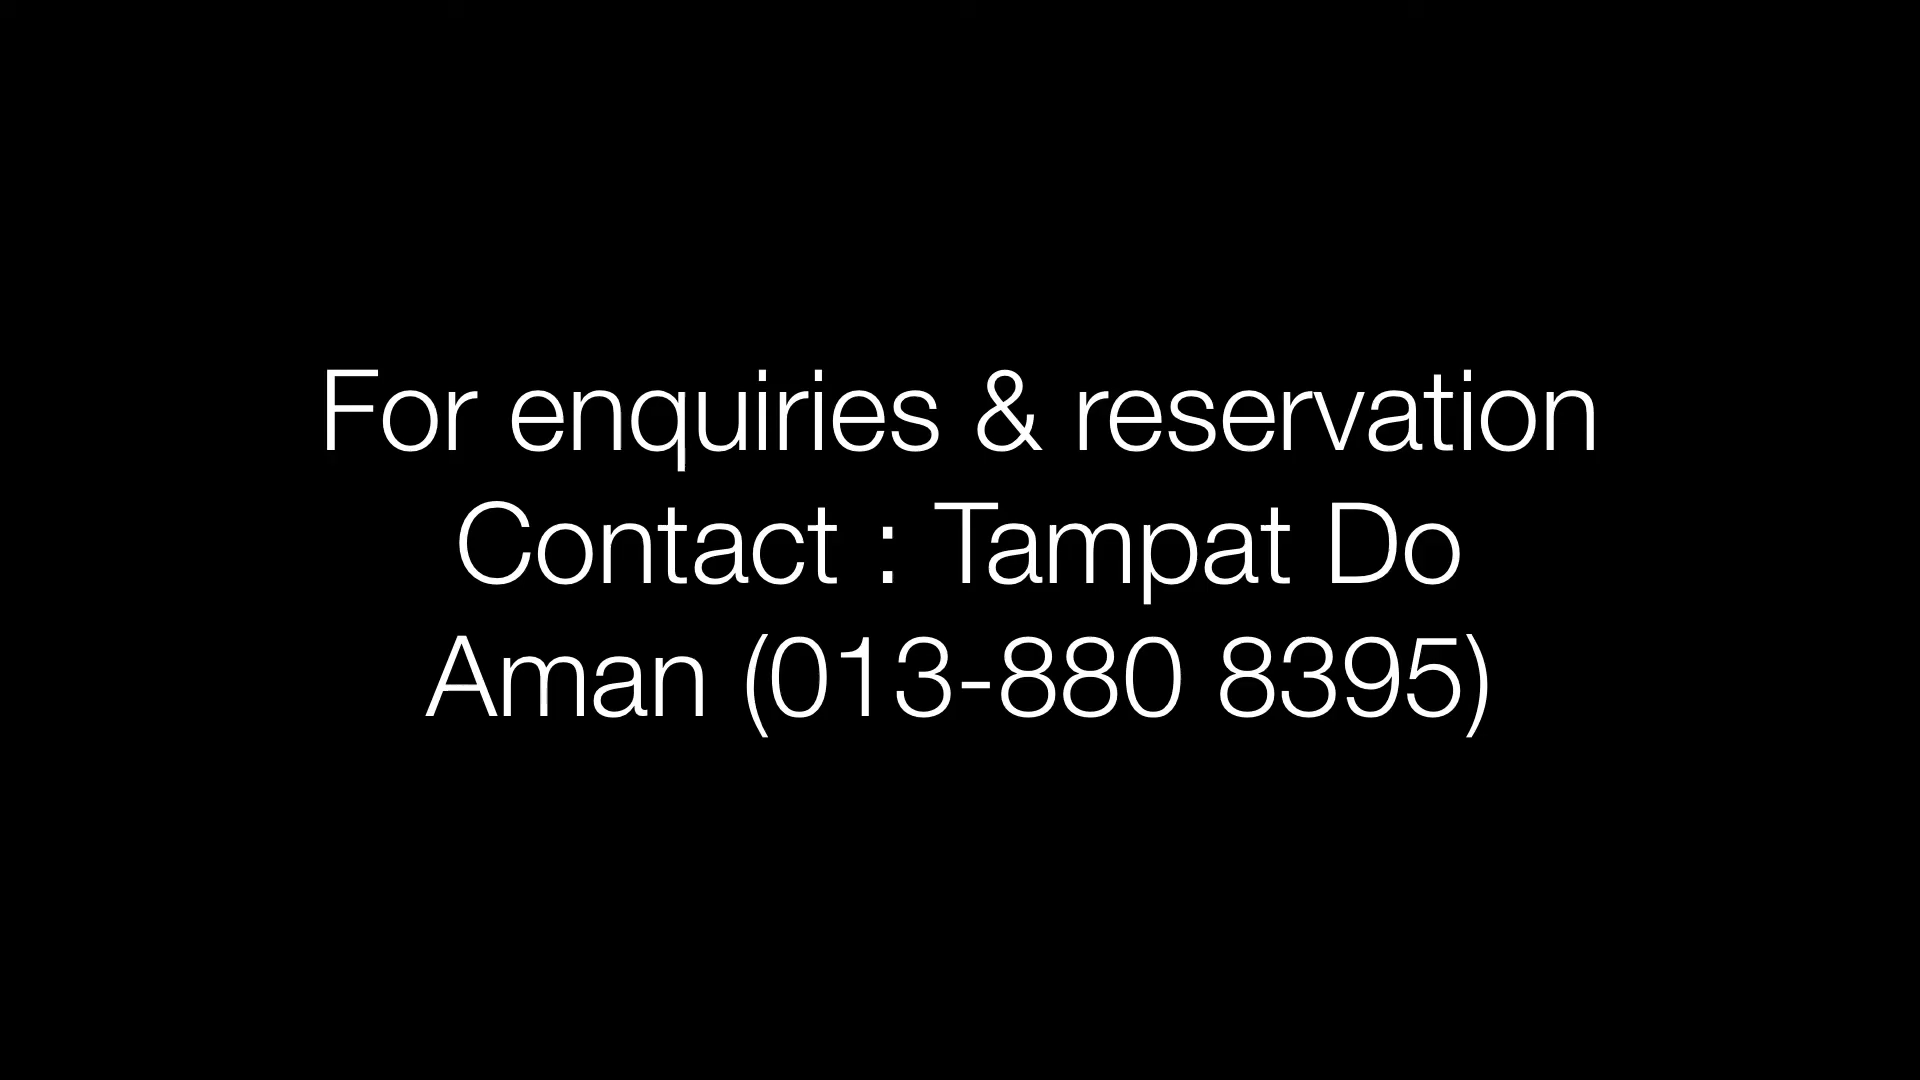 For enquiries & reservation
Contact : Tampat Do
Aman (013-880 8395)